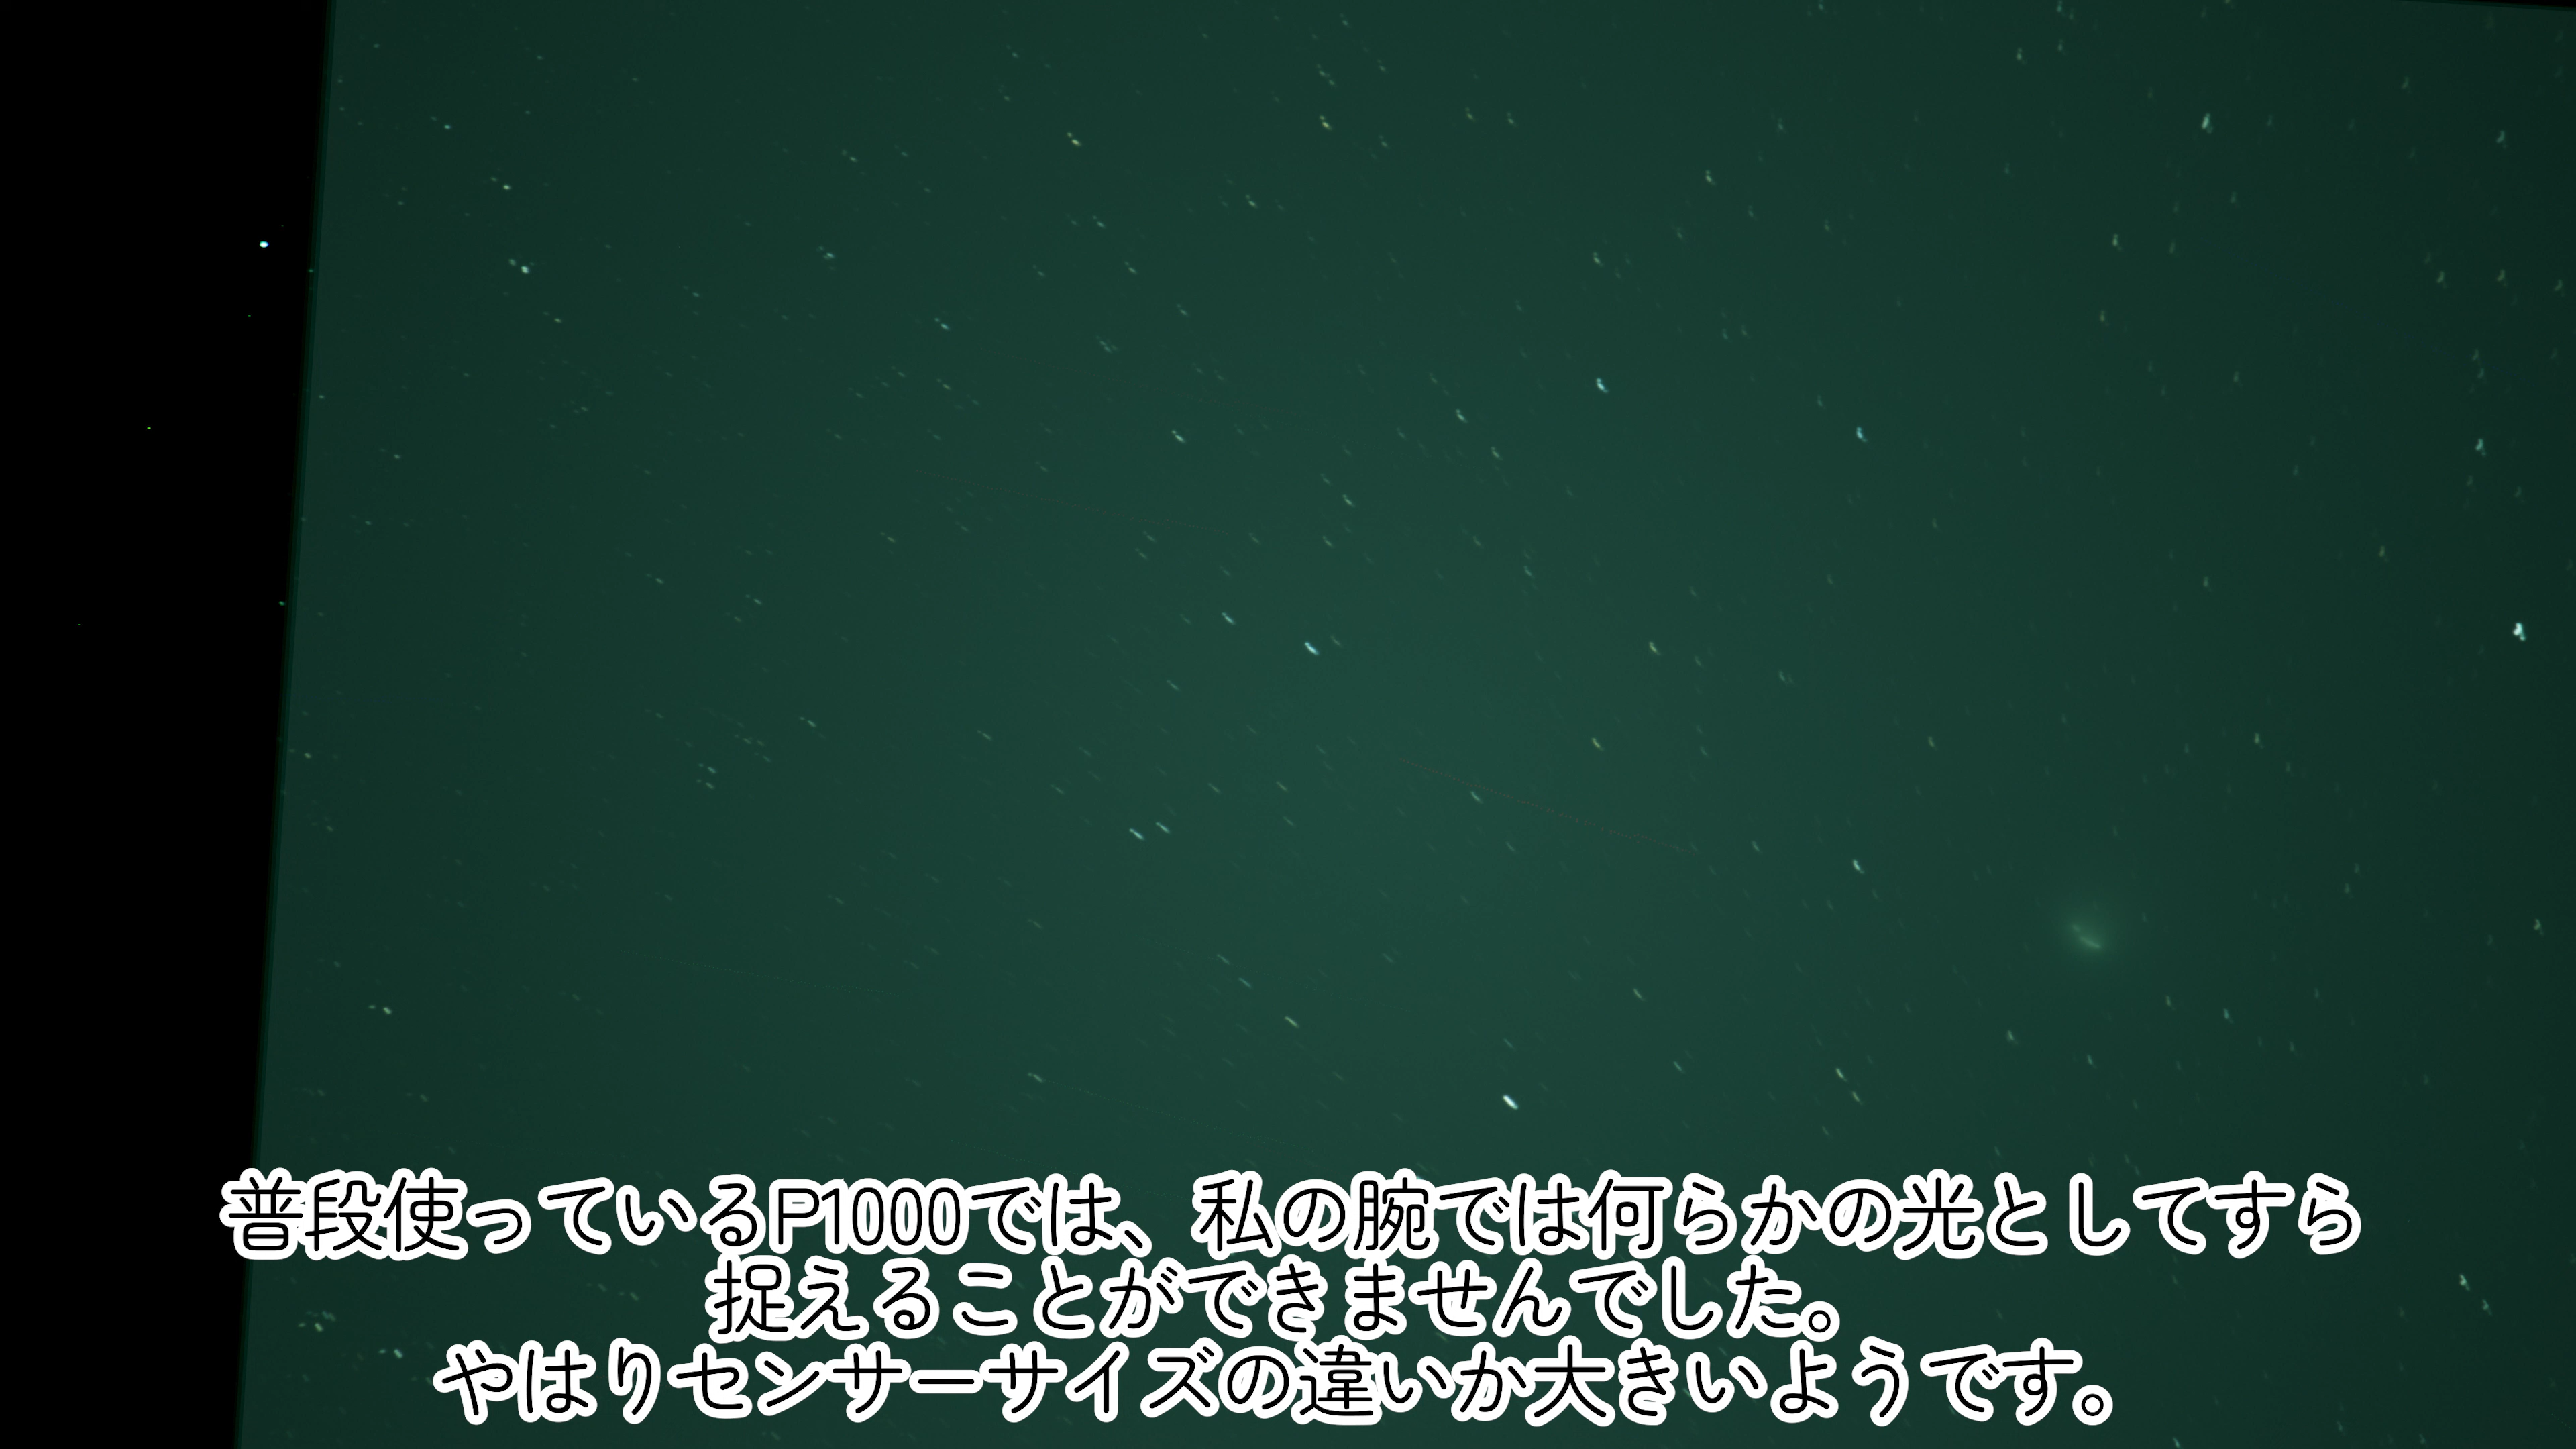 普段使っているP1000では、私の腕では何らかの光としてすら
捉えることができませんでした。
やはりセンサーサイズの違いか大きいようです。